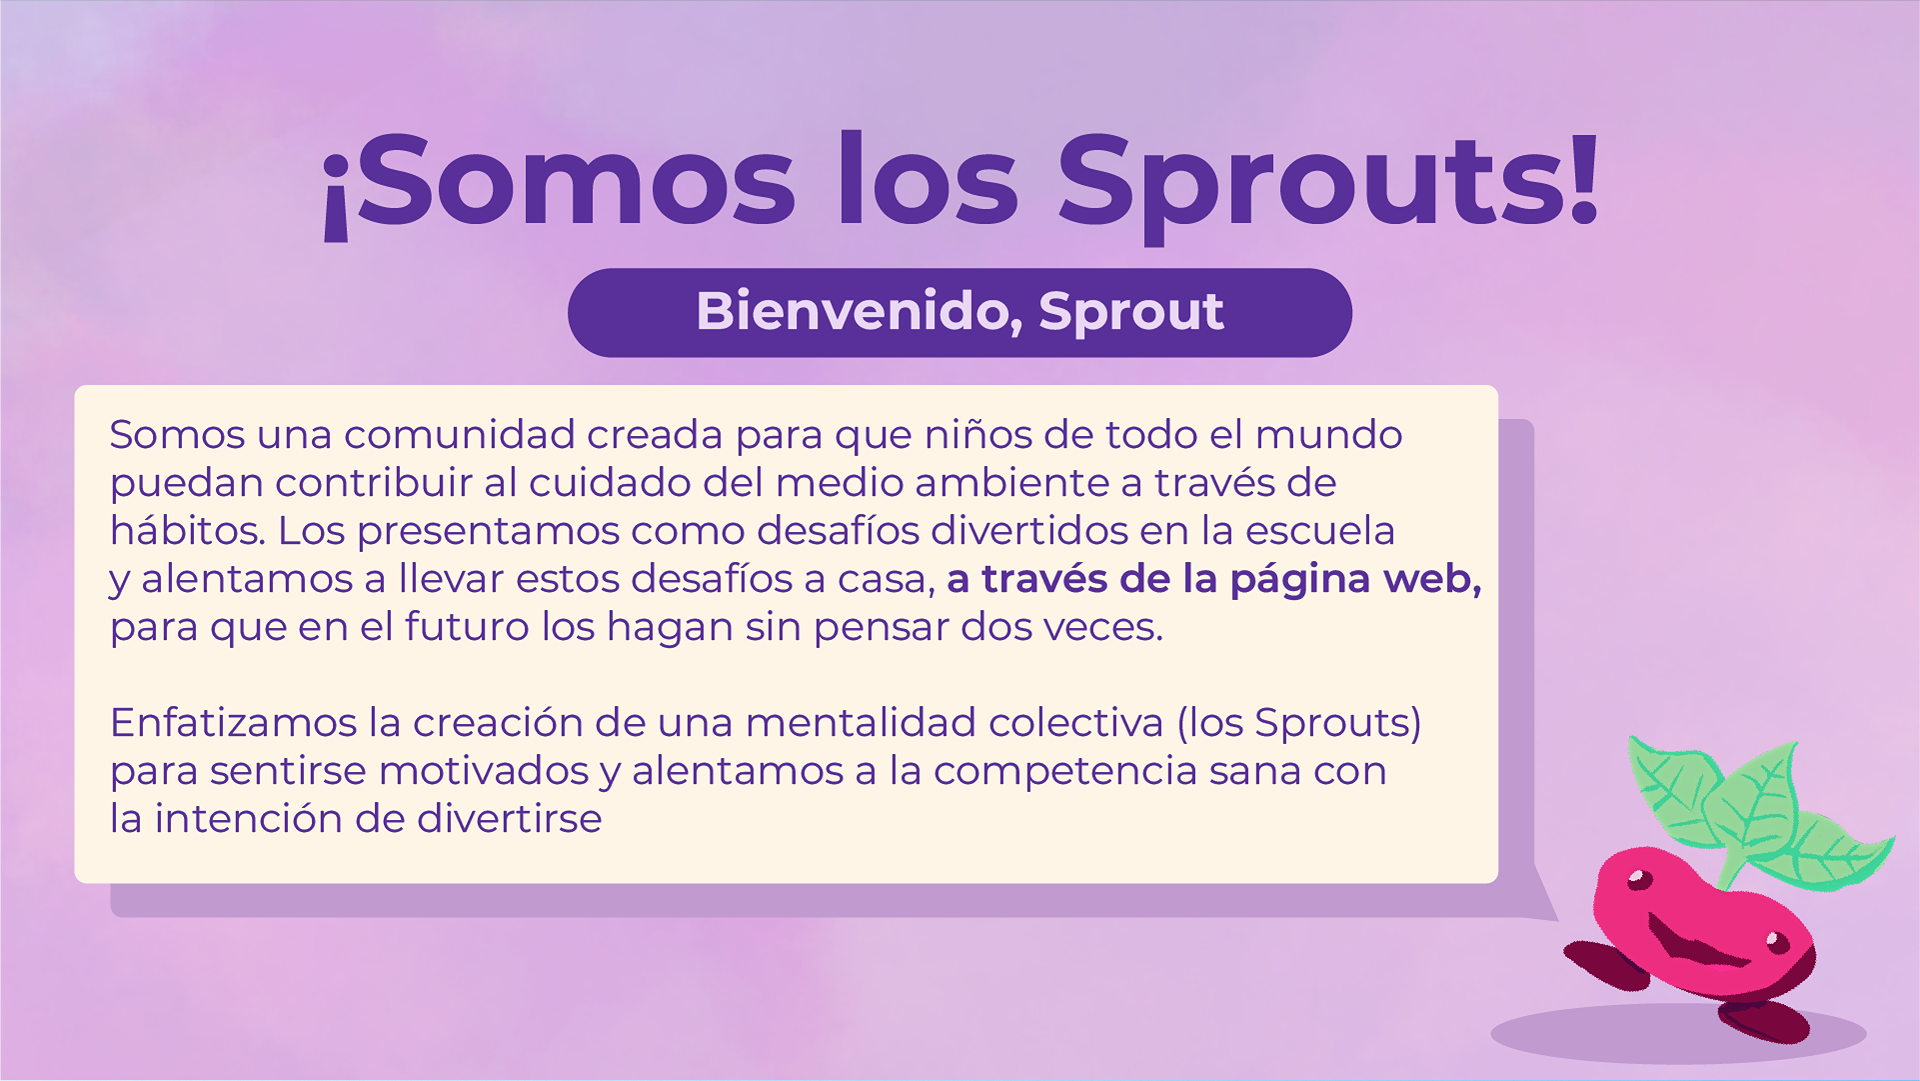 ¡Somos los Sprouts!
Bienvenido, Sprout
Somos una comunidad creada para que niños de todo el mundo
puedan contribuir al cuidado del medio ambiente a través de
hábitos. Los presentamos como desafíos divertidos en la escuela
y alentamos a llevar estos desafíos a casa, a través de la página web,
para que en el futuro los hagan sin pensar dos veces.
Enfatizamos la creación de una mentalidad colectiva (los Sprouts)
para sentirse motivados y alentamos a la competencia sana con
la intención de divertirse